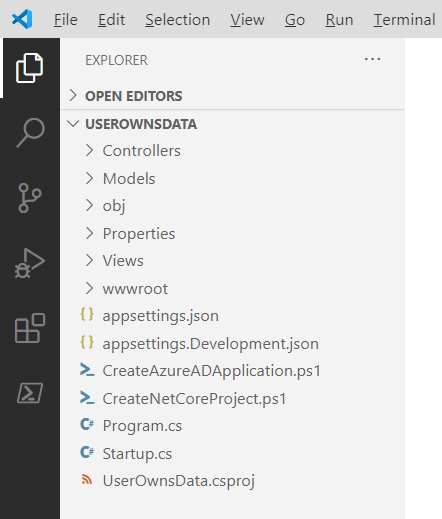 File Edit Selection View Go Run Terminal
EXPLORER ...
OPEN EDITORS
USEROWNSDATA
Controllers
Models
obj
Properties
Views
wwwroot
{ } appsettings.json
{ } appsettings.Development.json
CreateAzureADApplication.ps1
CreateNetCoreProject.ps1
C# Program.cs
C# Startup.cs
UserOwnsData.csproj